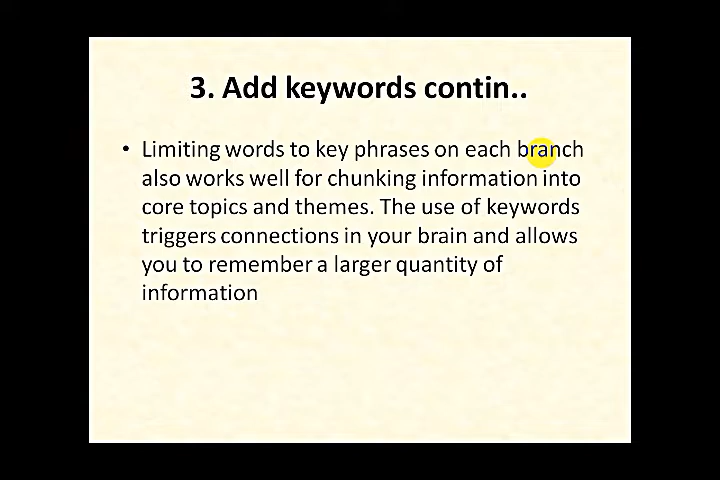 3. Add keywords contin..
• Limiting words to key phrases on each branch
also works well for chunking information into
core topics and themes. The use of keywords
triggers connections in your brain and allows
you to remember a larger quantity of
information